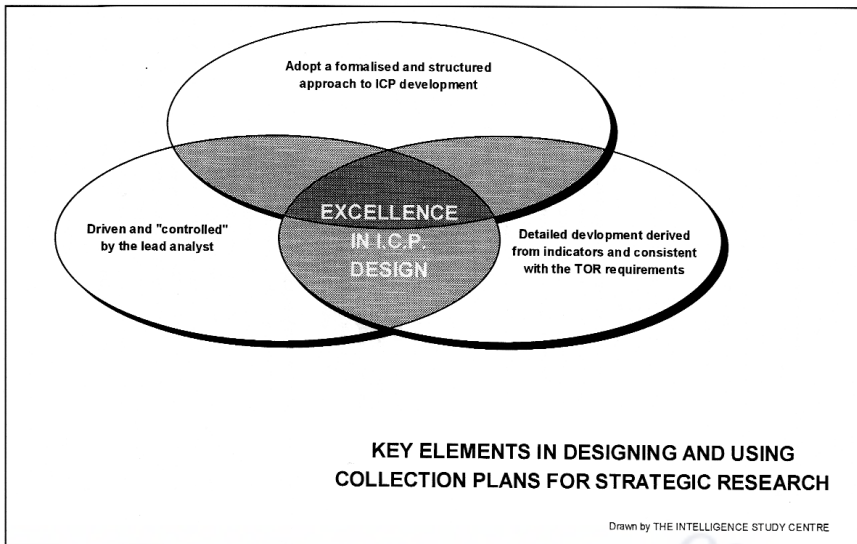 Adopt a formalised and structured
approach to ICP development
Driven and "controlled"
by the lead analyst
EXCELLENCE
IN I.C.P.
DESIGN
Detailed devlopment derived
from indicators and consistent
with the TOR requirements
KEY ELEMENTS IN DESIGNING AND USING
COLLECTION PLANS FOR STRATEGIC RESEARCH
Drawn by THE INTELLIGENCE STUDY CENTRE